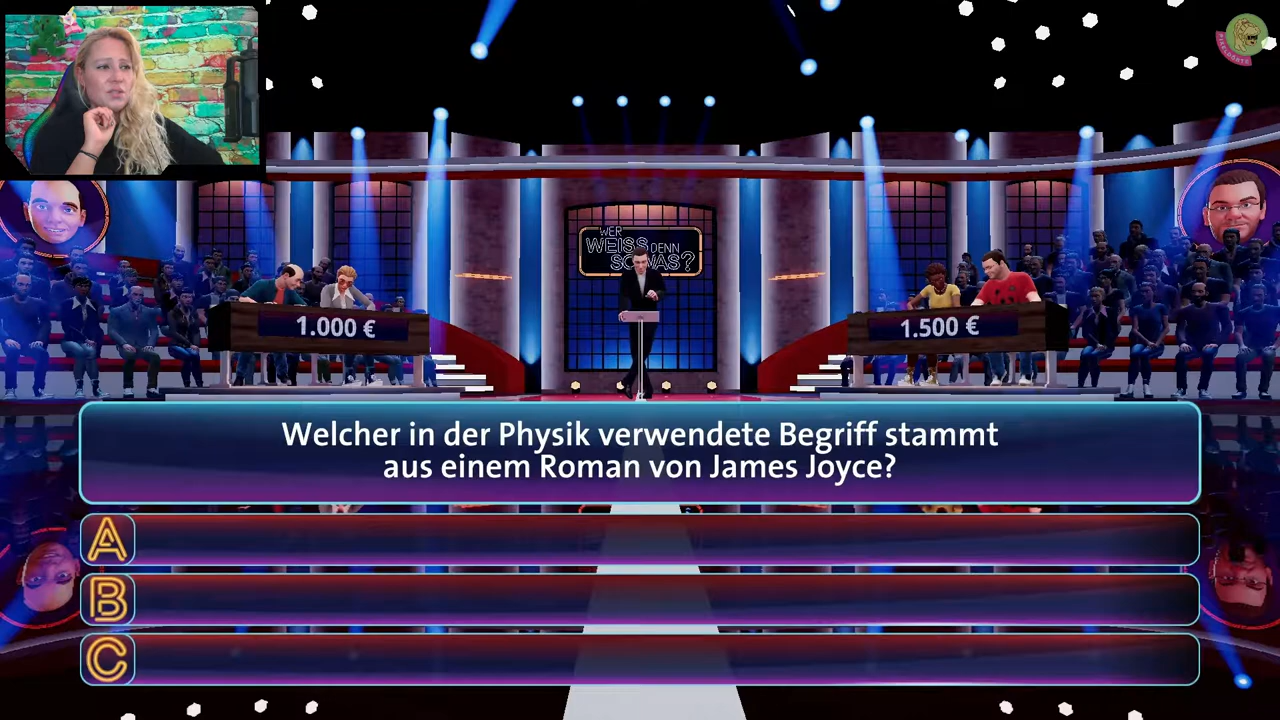 WER
WEISS DENN
SOWAS?
1.000 €
1.500 €
Welcher in der Physik verwendete Begriff stammt
aus einem Roman von James Joyce?
A
B
C